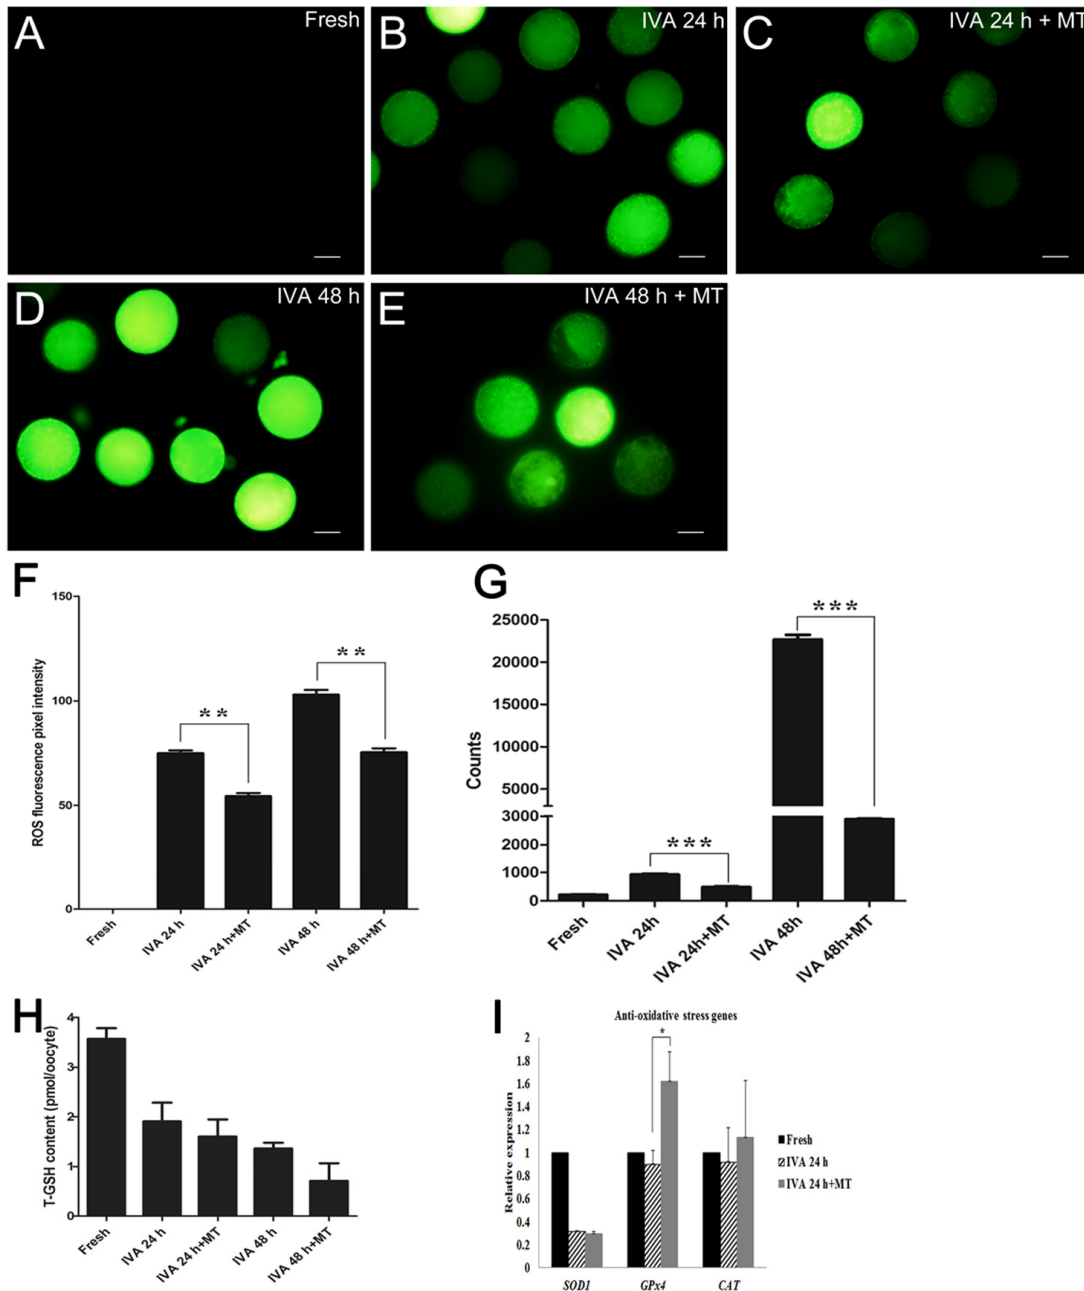 A
Fresh
B
IVA 24 h
C
IVA 24 h + MT
D
IVA 48 h
E
IVA 48 h + MT
F
ROS fluorescence pixel intensity
150
100
50
0
**
**
Fresh
IVA 24 h
IVA 24 h+MT
IVA 48 h
IVA 48 h+MT
G
Counts
25000
20000
15000
10000
5000
3000
2000
1000
0
***
***
Fresh
IVA 24h
IVA 24h+MT
IVA 48h
IVA 48h+MT
H
T-GSH content (pmol/oocyte)
4
3
2
1
0
Fresh
IVA 24 h
IVA 24 h+MT
IVA 48 h
IVA 48 h+MT
I
Anti-oxidative stress genes
Relative expression
2
1.8
1.6
1.4
1.2
1
0.8
0.6
0.4
0.2
0
*
SOD1
GPx4
CAT
Fresh
IVA 24 h
IVA 24 h+MT